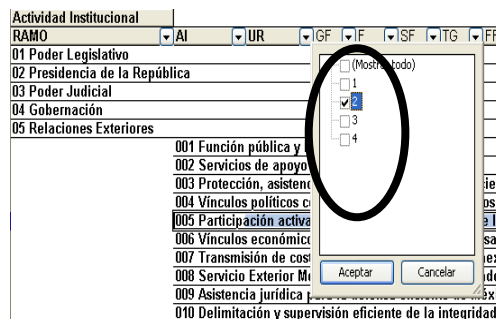 Actividad Institucional
RAMO AI UR GF F SF TG FF
01 Poder Legislativo
02 Presidencia de la República
03 Poder Judicial
04 Gobernación
05 Relaciones Exteriores
001 Función pública y
002 Servicios de apoyo
003 Protección,
004 Vínculos políticos
005 Participación activa
006 Vínculos
007 Transmisión de
008 Servicio Exterior
009 Asistencia jurídica
010 Delimitación y supervisión eficiente de la integridad
(Mostrar todo)
1
2
3
4
Aceptar Cancelar